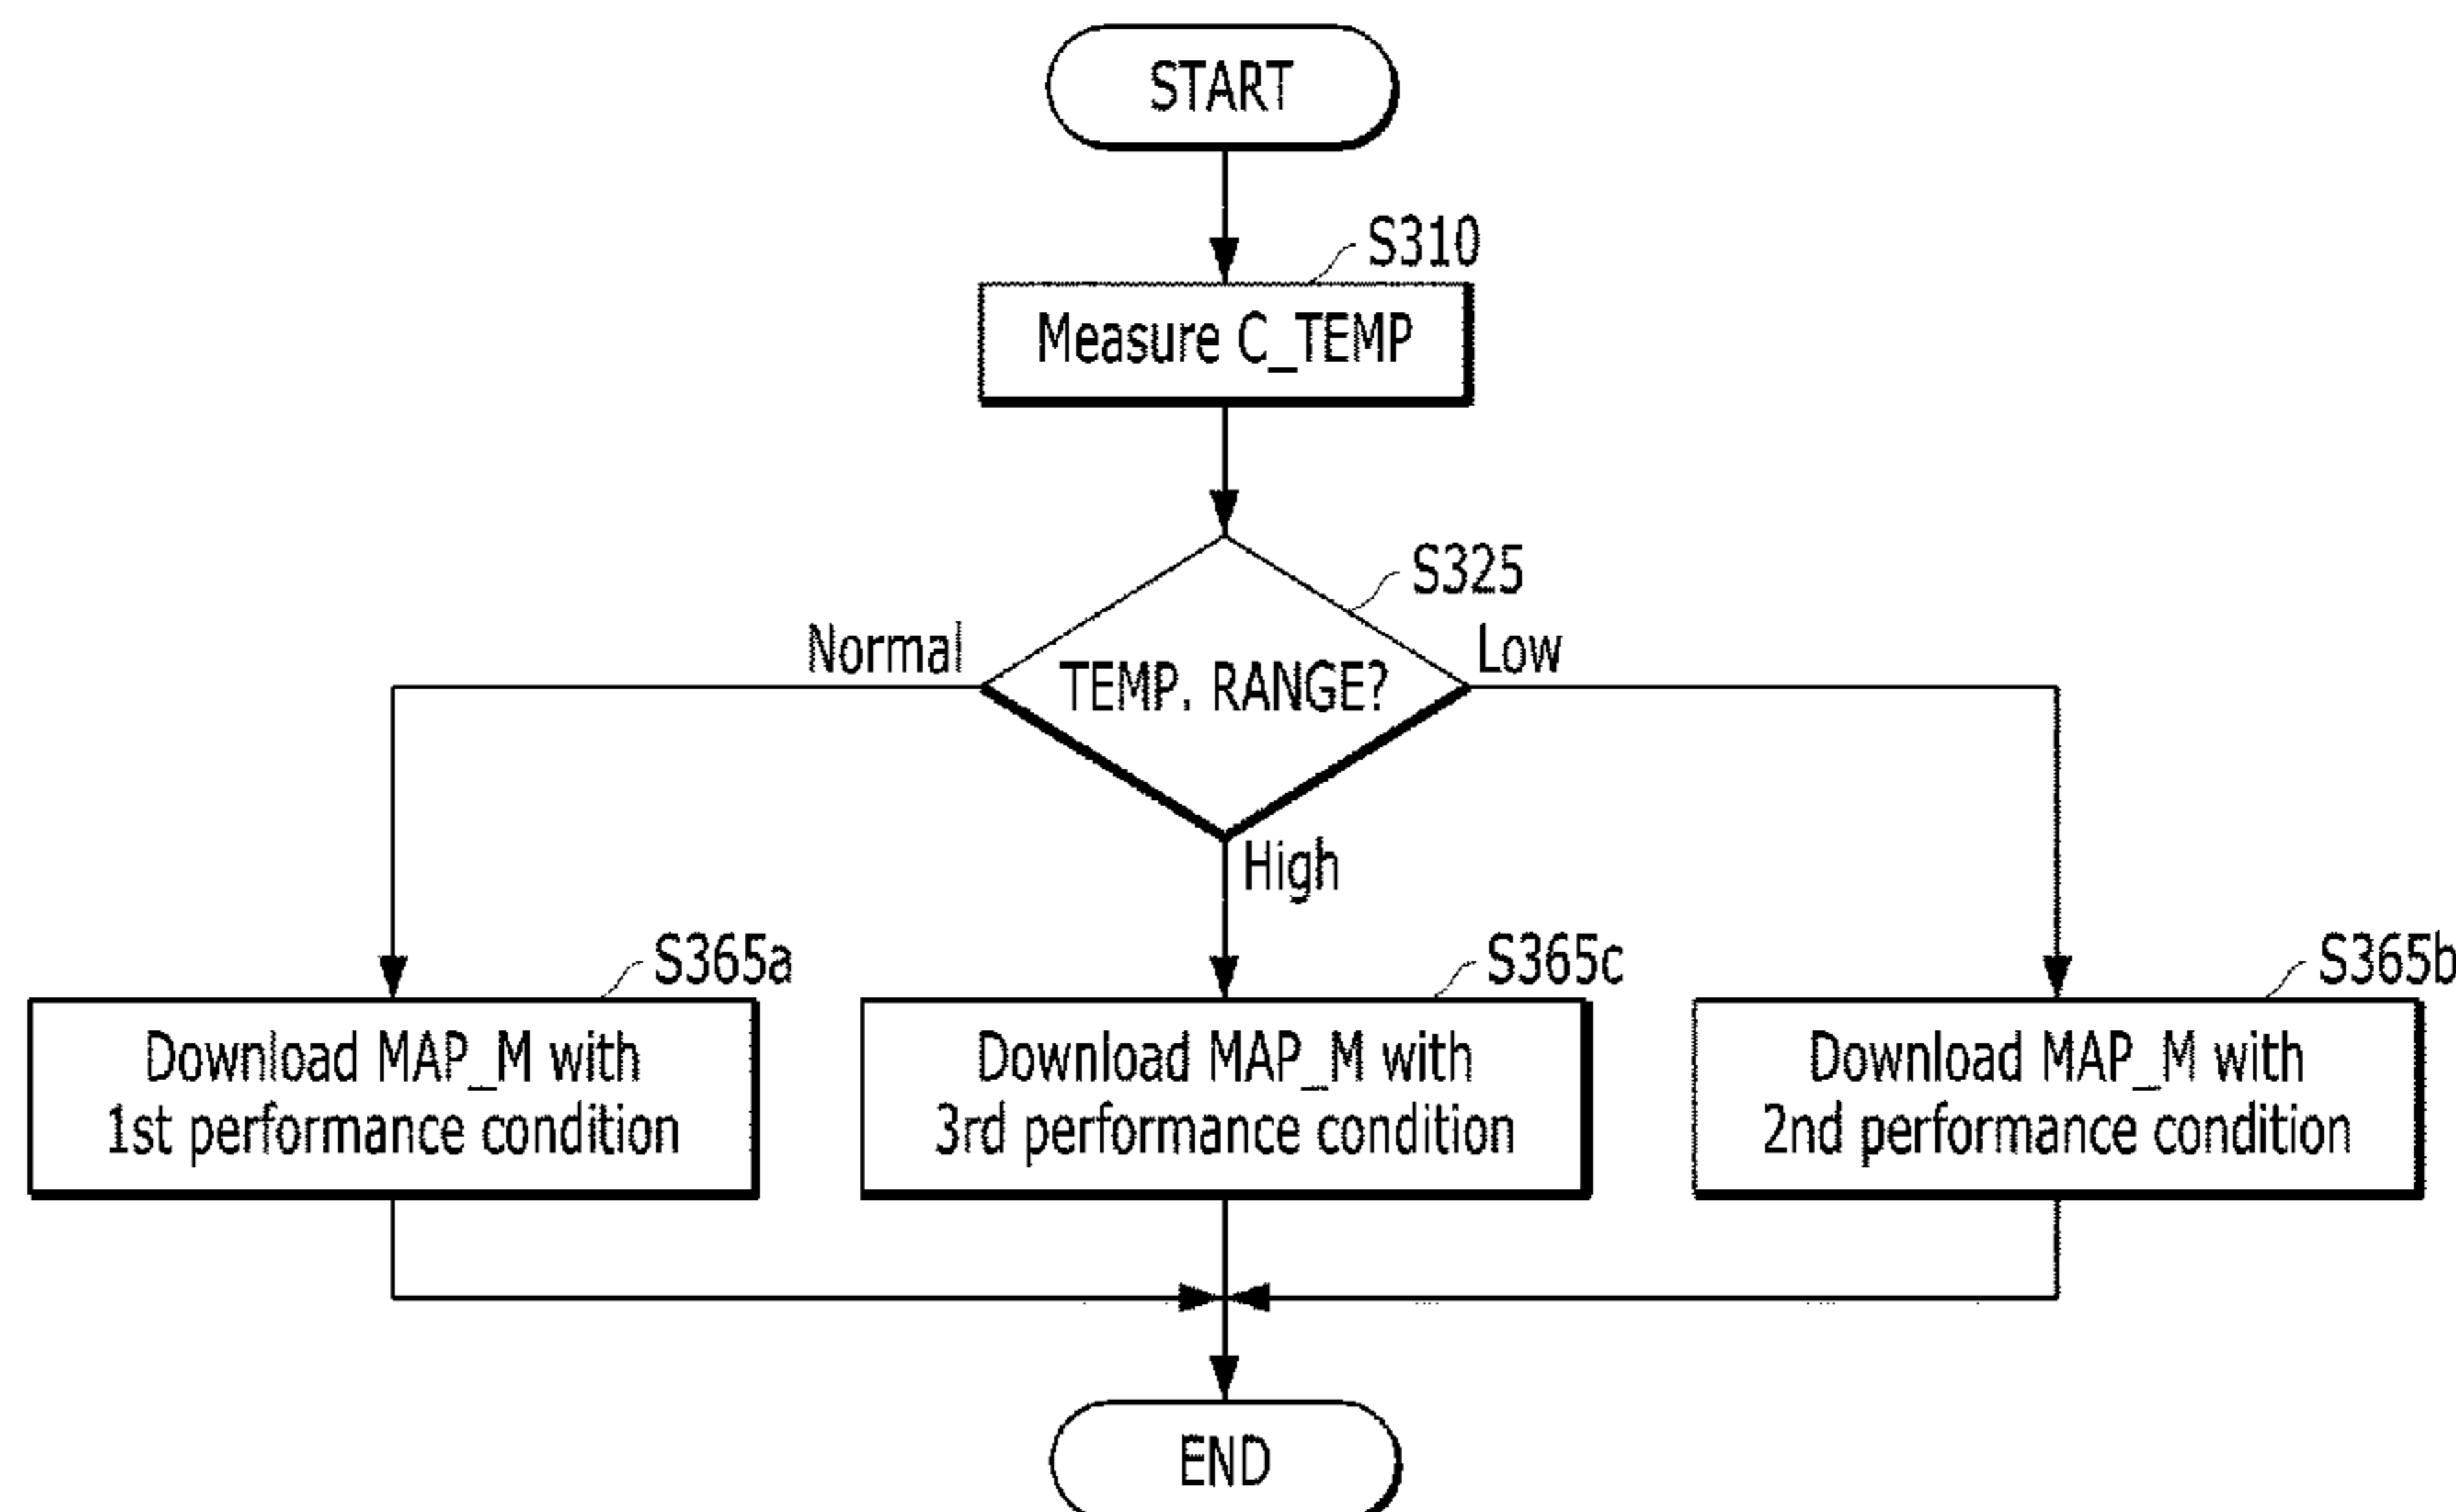 START
S310
Measure C_TEMP
S325
Normal
TEMP. RANGE?
Low
High
S365a
S365c
S365b
Download MAP_M with
1st performance condition
Download MAP_M with
3rd performance condition
Download MAP_M with
2nd performance condition
END